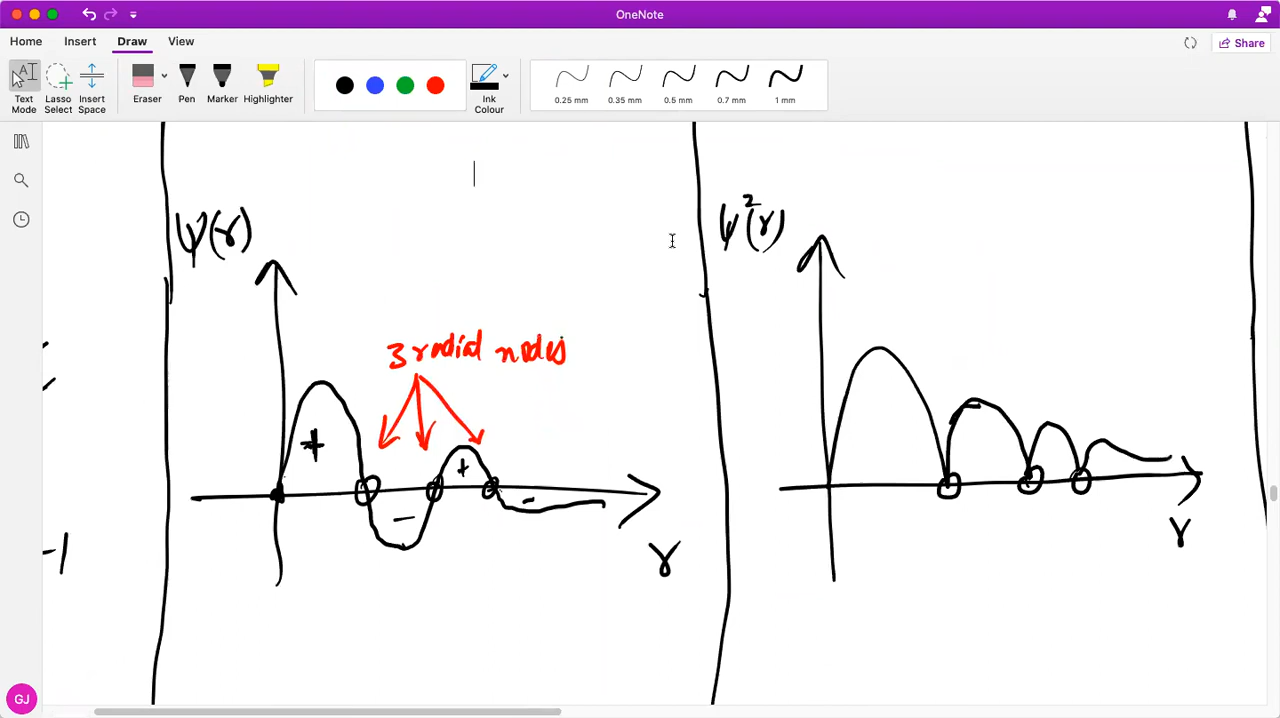 OneNote
Home Insert Draw View
Share
Text Mode
Lasso Select
Insert Space
Eraser
Pen
Marker
Highlighter
Ink Colour
0.25 mm
0.35 mm
0.5 mm
0.7 mm
1 mm
ψ(r)
ψ²(r)
3 radial nodes
+
+
−
−
r
r
-1
GJ